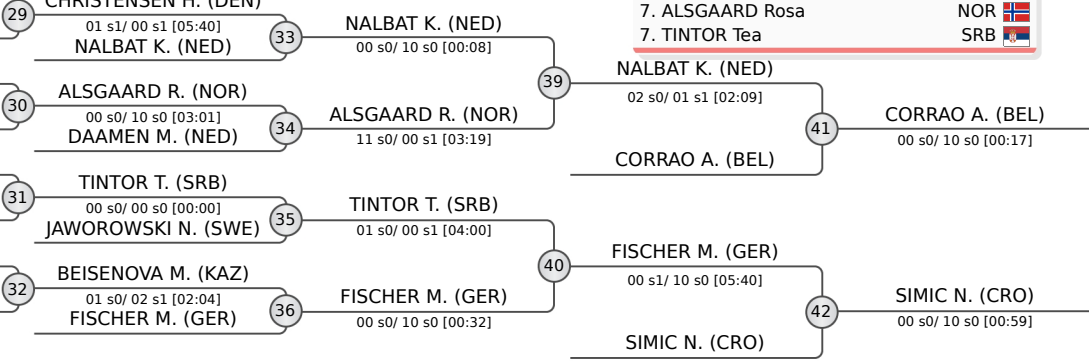 29
CHRISTENSEN H. (DEN)
01 s1/ 00 s1 [05:40]
NALBAT K. (NED)
33
NALBAT K. (NED)
00 s0/ 10 s0 [00:08]
30
ALSGAARD R. (NOR)
00 s0/ 10 s0 [03:01]
DAAMEN M. (NED)
34
ALSGAARD R. (NOR)
11 s0/ 00 s1 [03:19]
39
NALBAT K. (NED)
02 s0/ 01 s1 [02:09]
CORRAO A. (BEL)
41
CORRAO A. (BEL)
00 s0/ 10 s0 [00:17]
31
TINTOR T. (SRB)
00 s0/ 00 s0 [00:00]
JAWOROWSKI N. (SWE)
35
TINTOR T. (SRB)
01 s0/ 00 s1 [04:00]
32
BEISENOVA M. (KAZ)
01 s0/ 02 s1 [02:04]
FISCHER M. (GER)
36
FISCHER M. (GER)
00 s0/ 10 s0 [00:32]
40
FISCHER M. (GER)
00 s1/ 10 s0 [05:40]
SIMIC N. (CRO)
42
SIMIC N. (CRO)
00 s0/ 10 s0 [00:59]
7. ALSGAARD Rosa NOR
7. TINTOR Tea SRB